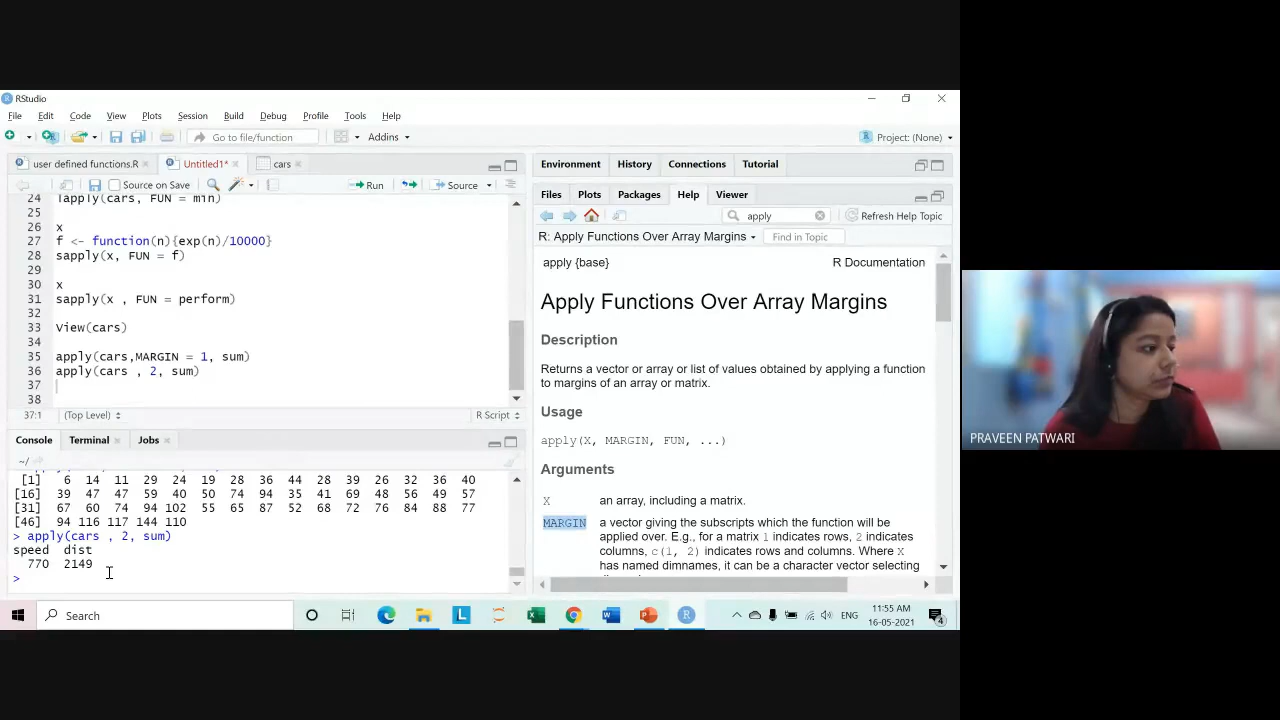 RStudio
File Edit Code View Plots Session Build Debug Profile Tools Help
Go to file/function Addins Project: (None)
user defined functions.R Untitled1* cars
Source on Save Run Source
24 lapply(cars, FUN = min)
25
26 x
27 f <- function(n){exp(n)/10000}
28 sapply(x, FUN = f)
29
30 x
31 sapply(x , FUN = perform)
32
33 View(cars)
34
35 apply(cars,MARGIN = 1, sum)
36 apply(cars , 2, sum)
37
38
37:1 (Top Level) R Script
Console Terminal Jobs
~/
[1] 6 14 11 29 24 19 28 36 44 28 39 26 32 36 40
[16] 39 47 47 59 40 50 74 94 35 41 69 48 56 49 57
[31] 67 60 74 94 102 55 65 87 52 68 72 76 84 88 77
[46] 94 116 117 144 110
> apply(cars , 2, sum)
speed dist
770 2149
>
Environment History Connections Tutorial
Files Plots Packages Help Viewer
apply Refresh Help Topic
R: Apply Functions Over Array Margins Find in Topic
apply {base} R Documentation
Apply Functions Over Array Margins
Description
Returns a vector or array or list of values obtained by applying a function
to margins of an array or matrix.
Usage
apply(X, MARGIN, FUN, ...)
Arguments
X an array, including a matrix.
MARGIN a vector giving the subscripts which the function will be
applied over. E.g., for a matrix 1 indicates rows, 2 indicates
columns, c(1, 2) indicates rows and columns. Where X
has named dimnames, it can be a character vector selecting
PRAVEEN PATWARI
Search
ENG
11:55 AM
16-05-2021
4